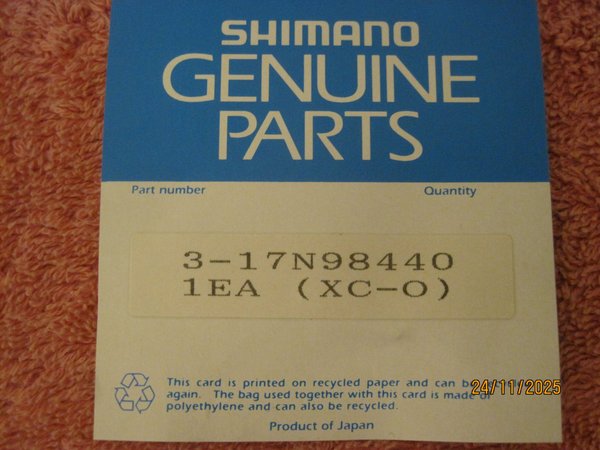 SHIMANO
GENUINE
PARTS
Part number Quantity
3-17N98440
1EA (XC-O)
This card is printed on recycled paper and can be
again. The bag used together with this card is made of
polyethylene and can also be recycled.
24/11/2025
Product of Japan